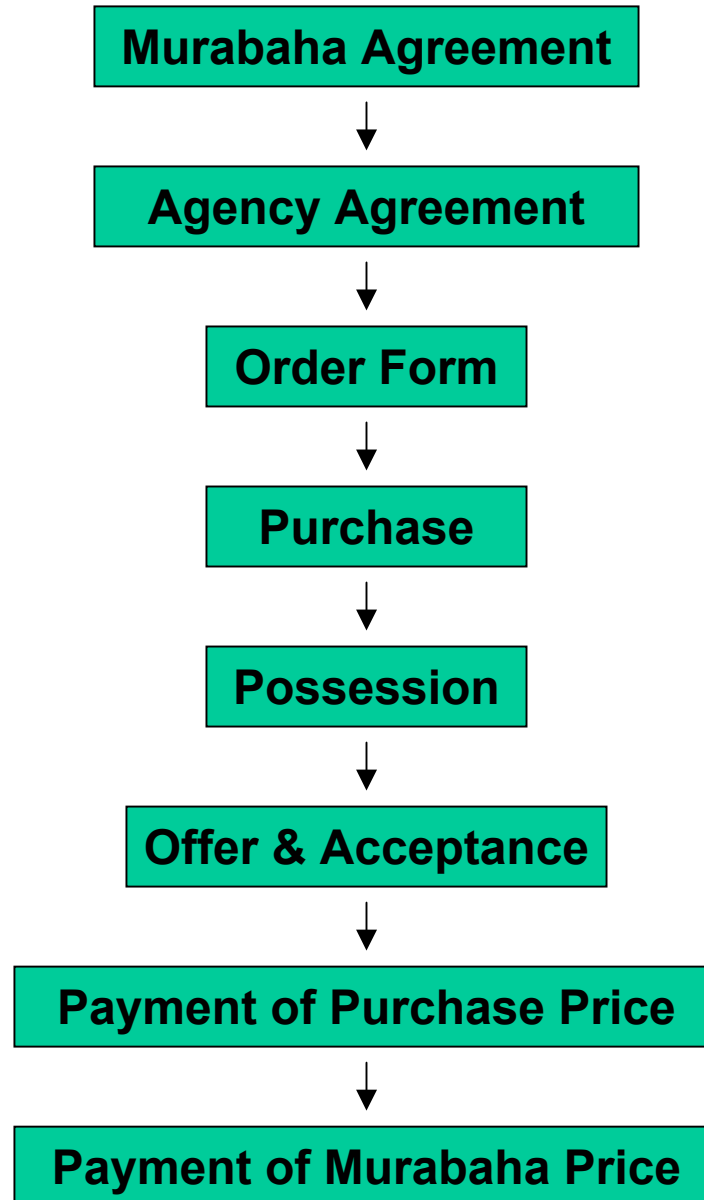 Murabaha Agreement
Agency Agreement
Order Form
Purchase
Possession
Offer & Acceptance
Payment of Purchase Price
Payment of Murabaha Price